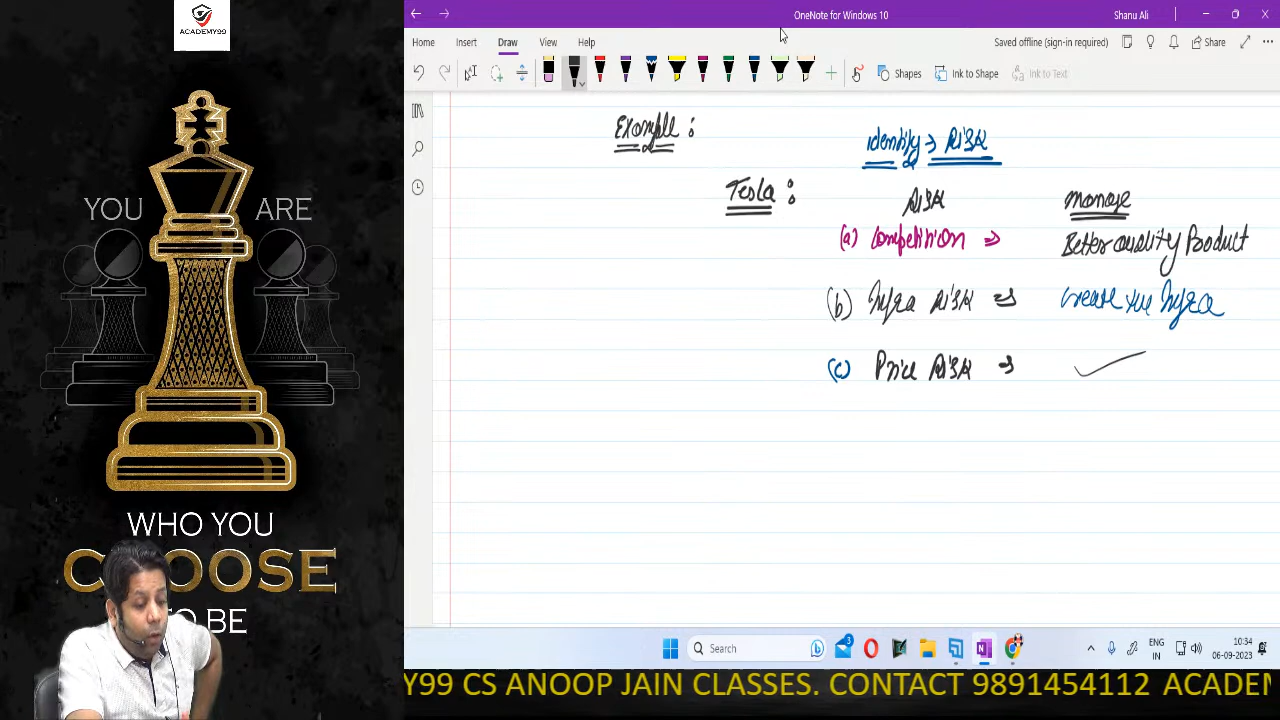 ACADEMY99
YOU ARE
WHO YOU
CHOOSE
TO BE
OneNote for Windows 10
Shanu Ali
Home Insert Draw View Help
Saved offline (sign-in required)
Share
Shapes
Ink to Shape
Ink to Text
Example :
identify → Risk
Tesla :
Risk
Manage
(a) Competition ⇒ Better quality Product
(b) Infra Risk ⇒ Create the Infra
(c) Price Risk ⇒ ✓
Search
3
ENG
IN
10:34
06-09-2023
Y99 CS ANOOP JAIN CLASSES. CONTACT 9891454112 ACADEM